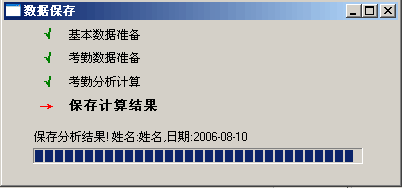 数据保存
基本数据准备
考勤数据准备
考勤分析计算
保存计算结果
保存分析结果! 姓名:姓名,日期:2006-08-10